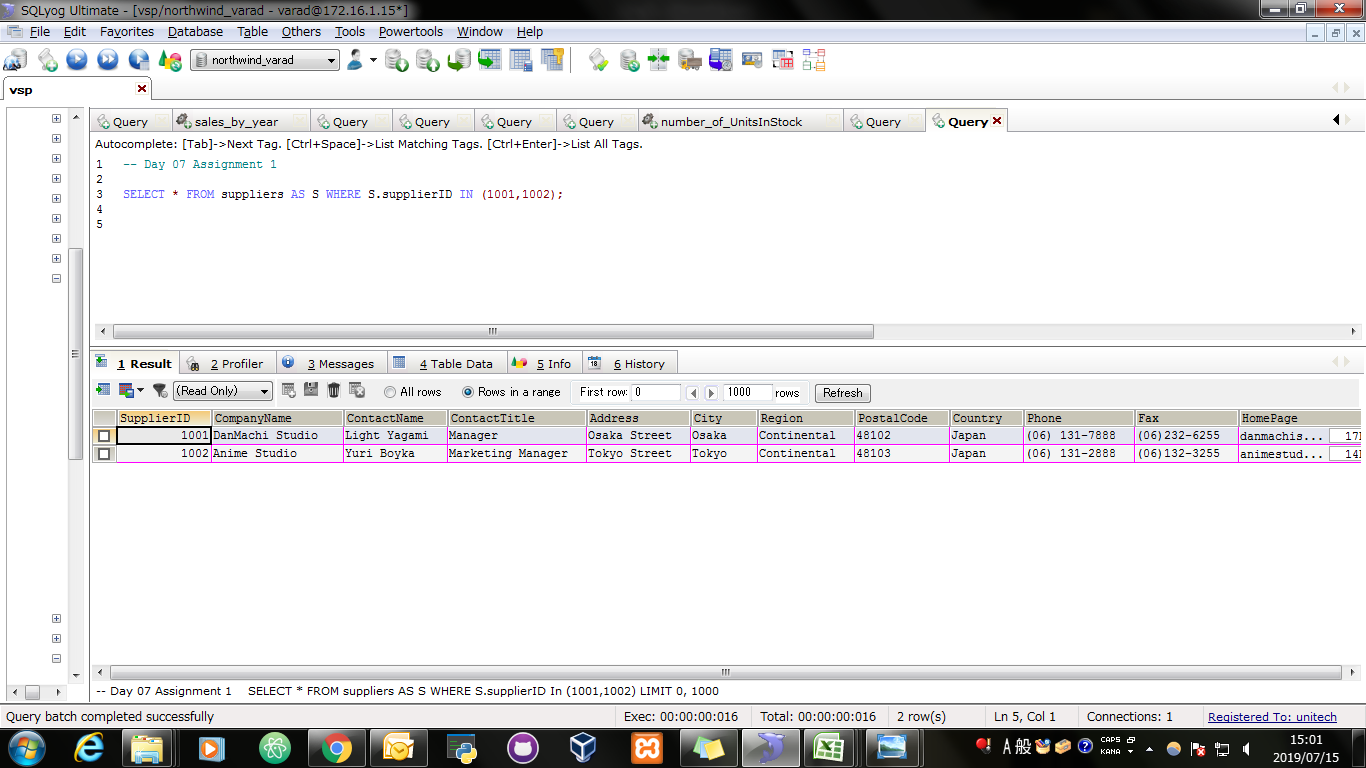 SQLyog Ultimate - [vsp/northwind_varad - varad@172.16.1.15*]
File Edit Favorites Database Table Others Tools Powertools Window Help
northwind_varad
vsp
Query sales_by_year Query Query Query Query number_of_UnitsInStock Query Query
Autocomplete: [Tab]->Next Tag. [Ctrl+Space]->List Matching Tags. [Ctrl+Enter]->List All Tags.
1 -- Day 07 Assignment 1
2
3 SELECT * FROM suppliers AS S WHERE S.supplierID IN (1001,1002);
4
5
1 Result 2 Profiler 3 Messages 4 Table Data 5 Info 18 6 History
(Read Only) All rows Rows in a range First row: 0 1000 rows Refresh
SupplierID CompanyName ContactName ContactTitle Address City Region PostalCode Country Phone Fax HomePage
1001 DanMachi Studio Light Yagami Manager Osaka Street Osaka Continental 48102 Japan (06) 131-7888 (06)232-6255 danmachis... 17
1002 Anime Studio Yuri Boyka Marketing Manager Tokyo Street Tokyo Continental 48103 Japan (06) 131-2888 (06)132-3255 animestud... 14
-- Day 07 Assignment 1 SELECT * FROM suppliers AS S WHERE S.supplierID In (1001,1002) LIMIT 0, 1000
Query batch completed successfully Exec: 00:00:00:016 Total: 00:00:00:016 2 row(s) Ln 5, Col 1 Connections: 1 Registered To: unitech
A 般 CAPS KANA 15:01
2019/07/15